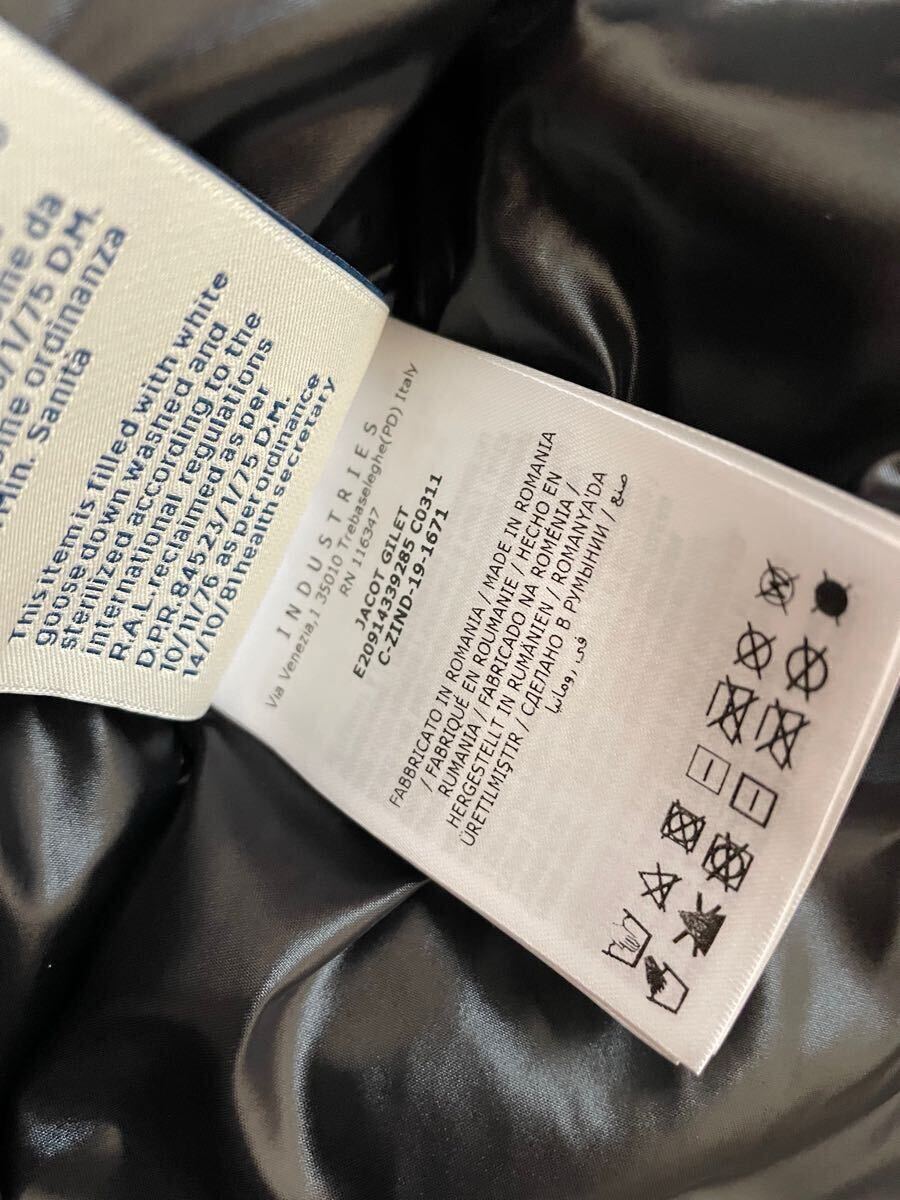 da
/1/75 D.M.
ordinanza
Min. Sanità
This item is filled with white
goose down washed and
sterilized according to the
international regulations
R.A.L. reclaimed as per
D.P.R. 845 23/1/75 D.M.
10/11/76 as per ordinance
14/10/81 health secretary
INDUSTRIES
Via Venezia,1 35010 Trebaseleghe(PD) Italy
RN 116347
JACOT GILET
E20914339285 C0311
C-ZIND-19-1671
FABBRICATO IN ROMANIA / MADE IN ROMANIA
/ FABRIQUÉ EN ROUMANIE / HECHO EN
RUMANIA / FABRICADO NA ROMENIA /
HERGESTELLT IN RUMÄNIEN / ROMANYA'DA
ÜRETILMIŞTIR / СДЕЛАНО В РУМЫНИИ / صنع
في رومانيا